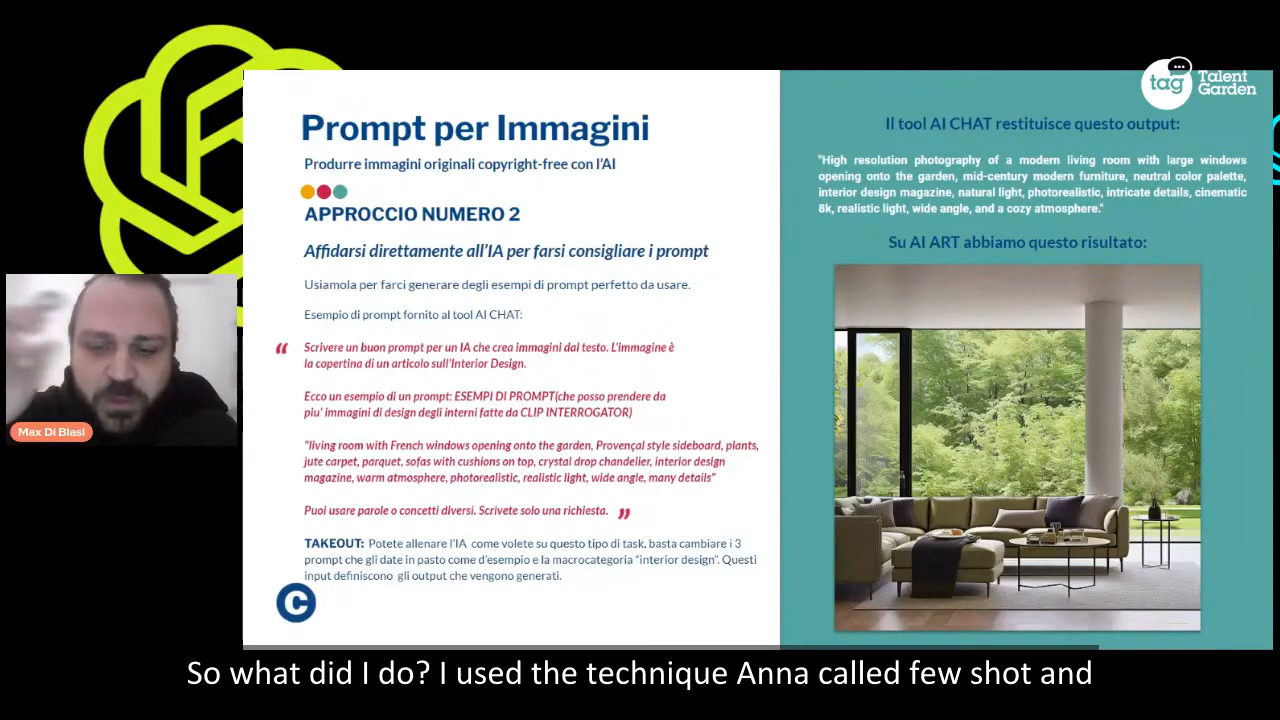 tag
Talent
Garden
Prompt per Immagini
Produrre immagini originali copyright-free con l'AI
APPROCCIO NUMERO 2
Affidarsi direttamente all'IA per farsi consigliare i prompt
Usiamola per farci generare degli esempi di prompt perfetto da usare.
Esempio di prompt fornito al tool AI CHAT:
“ Scrivere un buon prompt per un IA che crea immagini dal testo. L'immagine è
la copertina di un articolo sull'Interior Design.
Ecco un esempio di un prompt: ESEMPI DI PROMPT(che posso prendere da
piu' immagini di design degli interni fatte da CLIP INTERROGATOR)
"living room with French windows opening onto the garden, Provençal style sideboard, plants,
jute carpet, parquet, sofas with cushions on top, crystal drop chandelier, interior design
magazine, warm atmosphere, photorealistic, realistic light, wide angle, many details"
Puoi usare parole o concetti diversi. Scrivete solo una richiesta. ”
TAKEOUT: Potete allenare l'IA come volete su questo tipo di task, basta cambiare i 3
prompt che gli date in pasto come d'esempio e la macrocategoria "interior design". Questi
input definiscono gli output che vengono generati.
C
Il tool AI CHAT restituisce questo output:
"High resolution photography of a modern living room with large windows
opening onto the garden, mid-century modern furniture, neutral color palette,
interior design magazine, natural light, photorealistic, intricate details, cinematic
8k, realistic light, wide angle, and a cozy atmosphere."
Su AI ART abbiamo questo risultato:
Max Di Blasi
So what did I do? I used the technique Anna called few shot and